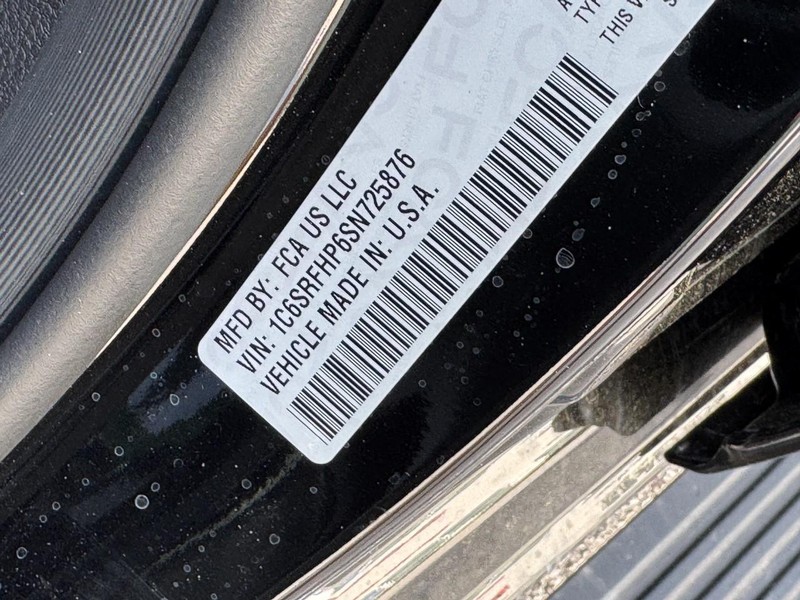 MFD BY: FCA US LLC
VIN: 1C6SRFHP6SN725876
VEHICLE MADE IN: U.S.A.
THIS